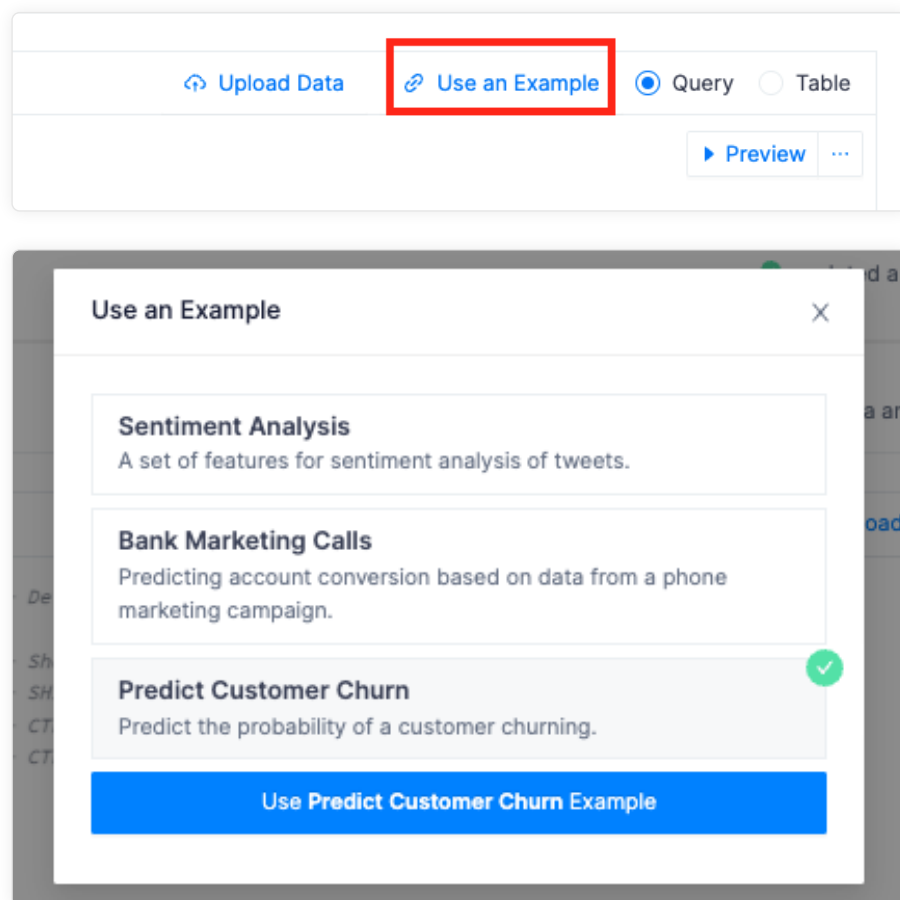 Upload Data Use an Example Query Table
Preview ...
Use an Example
Sentiment Analysis
A set of features for sentiment analysis of tweets.
Bank Marketing Calls
Predicting account conversion based on data from a phone
marketing campaign.
Predict Customer Churn
Predict the probability of a customer churning.
Use Predict Customer Churn Example